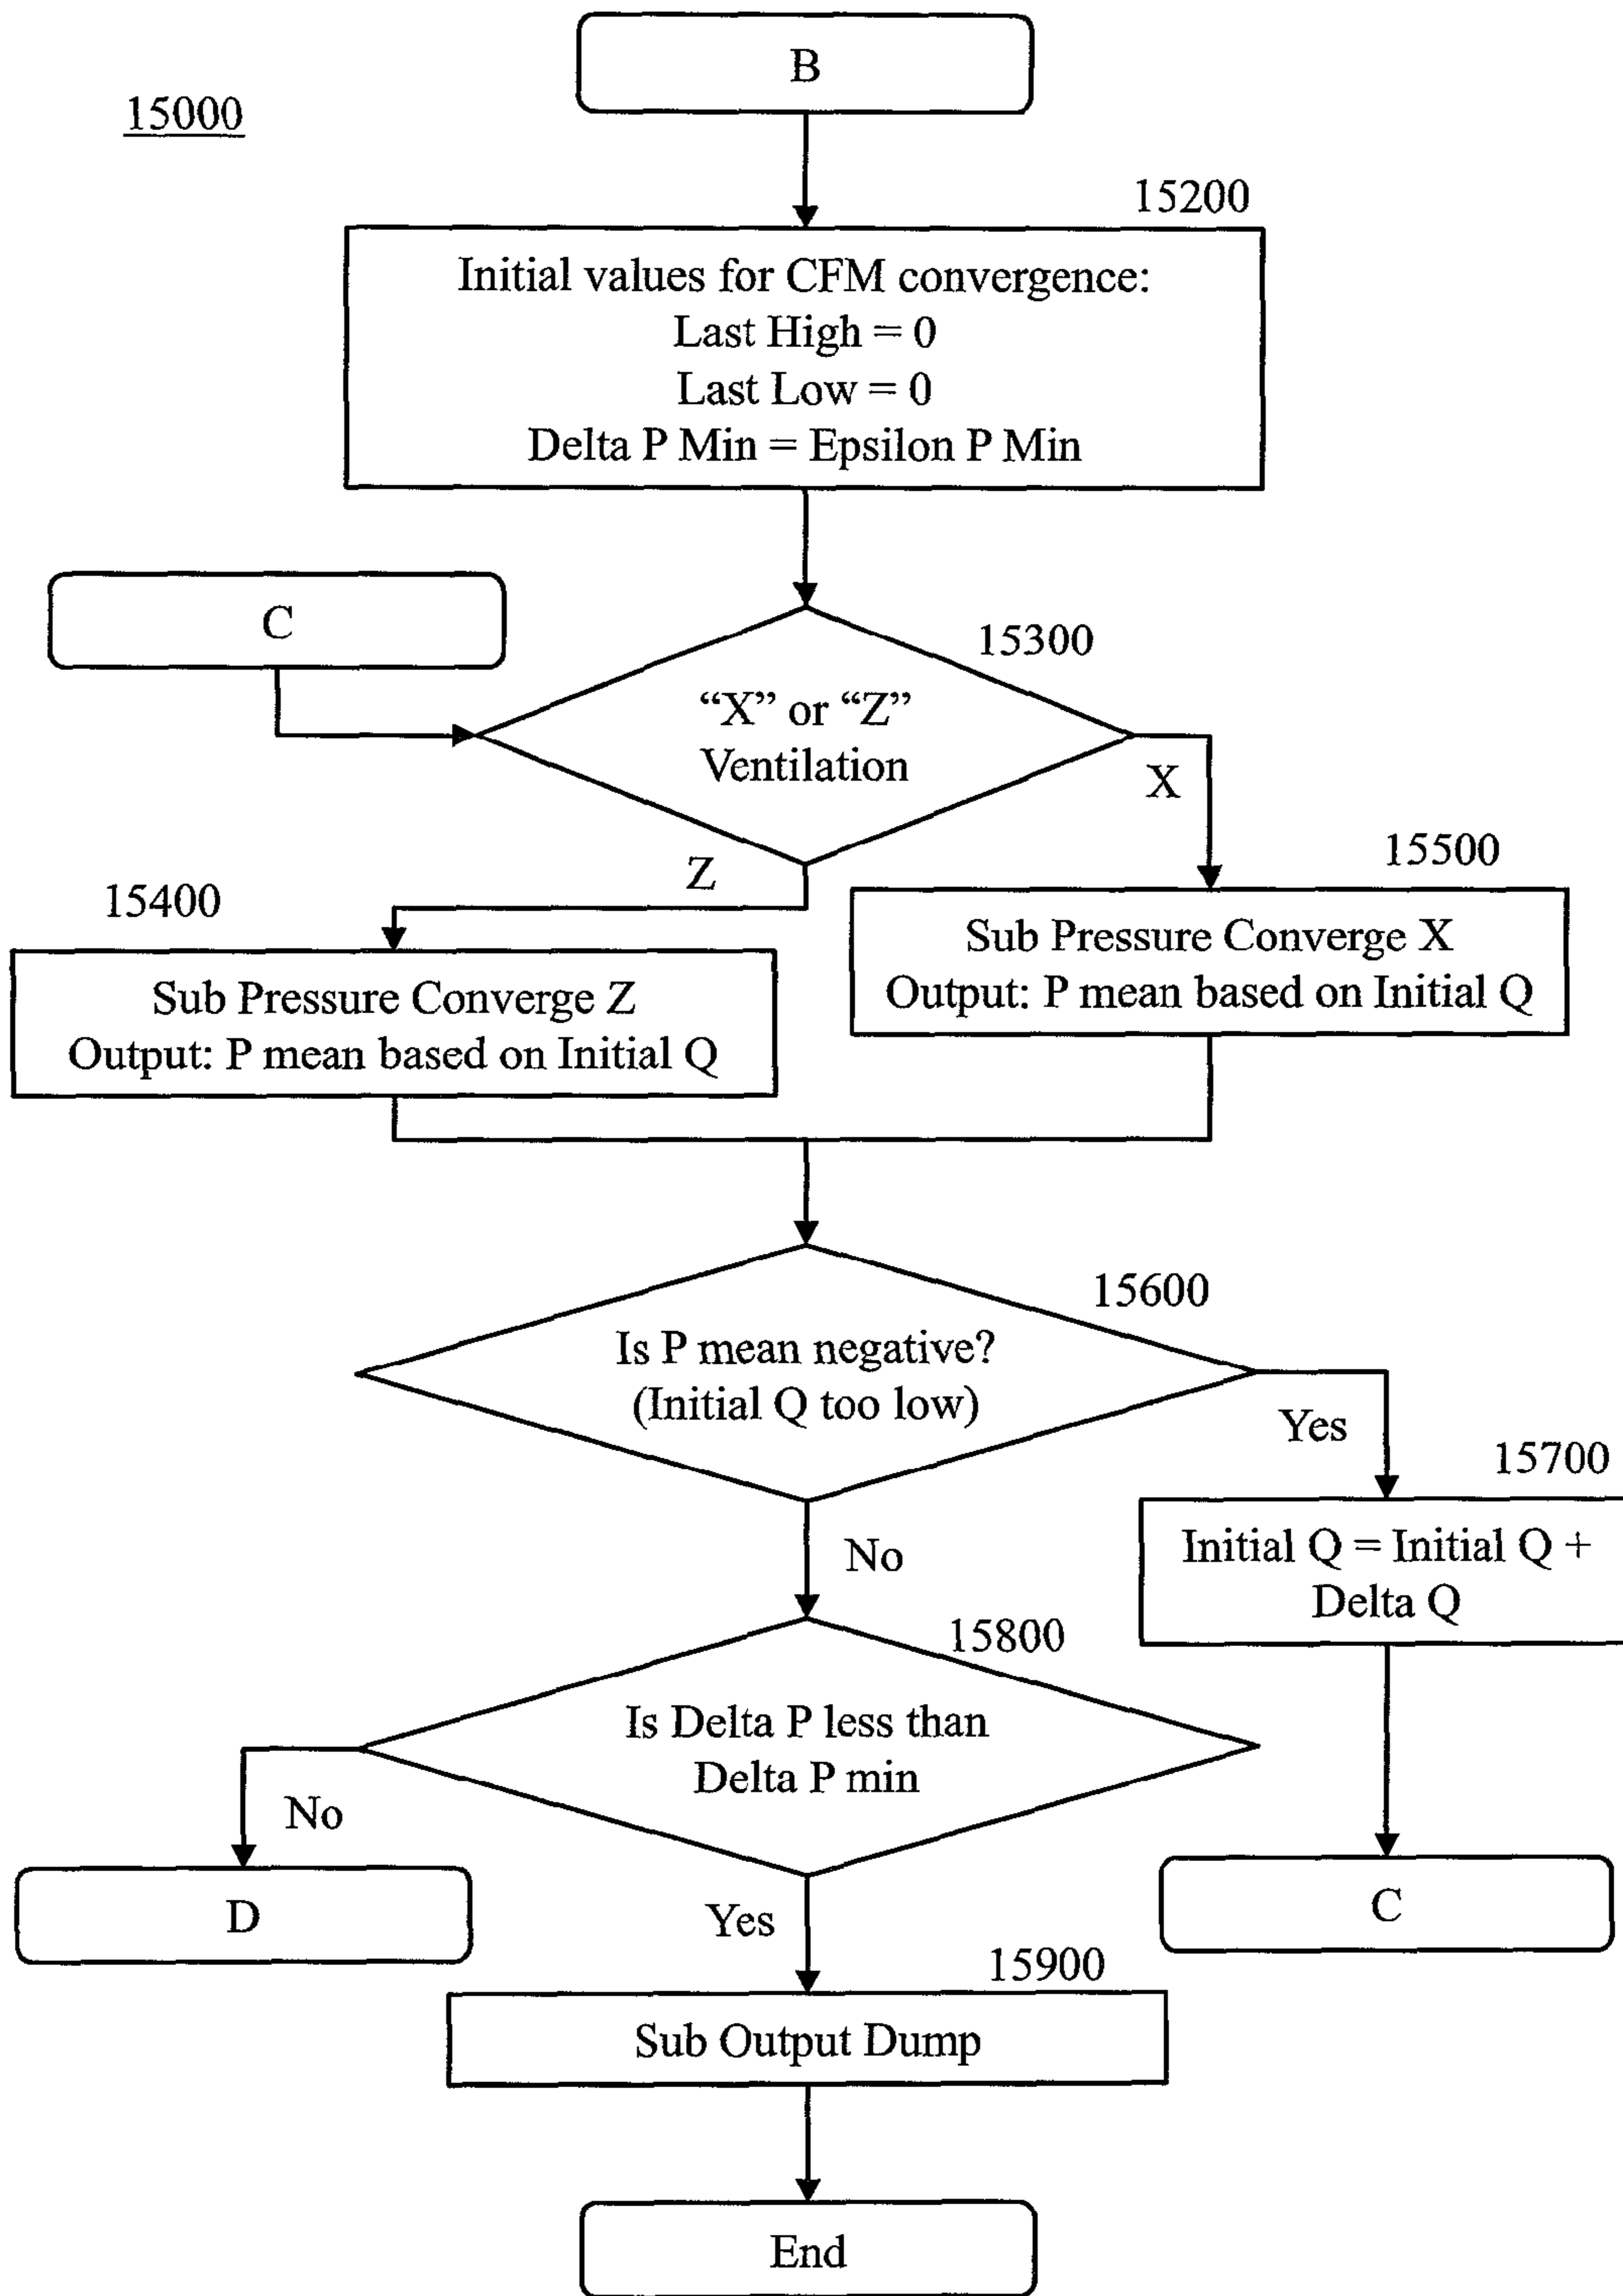 B
15000
15200
Initial values for CFM convergence:
Last High = 0
Last Low = 0
Delta P Min = Epsilon P Min
C
15300
“X” or “Z”
Ventilation
X
Z
15500
15400
Sub Pressure Converge X
Output: P mean based on Initial Q
Sub Pressure Converge Z
Output: P mean based on Initial Q
15600
Is P mean negative?
(Initial Q too low)
Yes
15700
No
Initial Q = Initial Q +
Delta Q
15800
Is Delta P less than
Delta P min
No
D
Yes
C
15900
Sub Output Dump
End